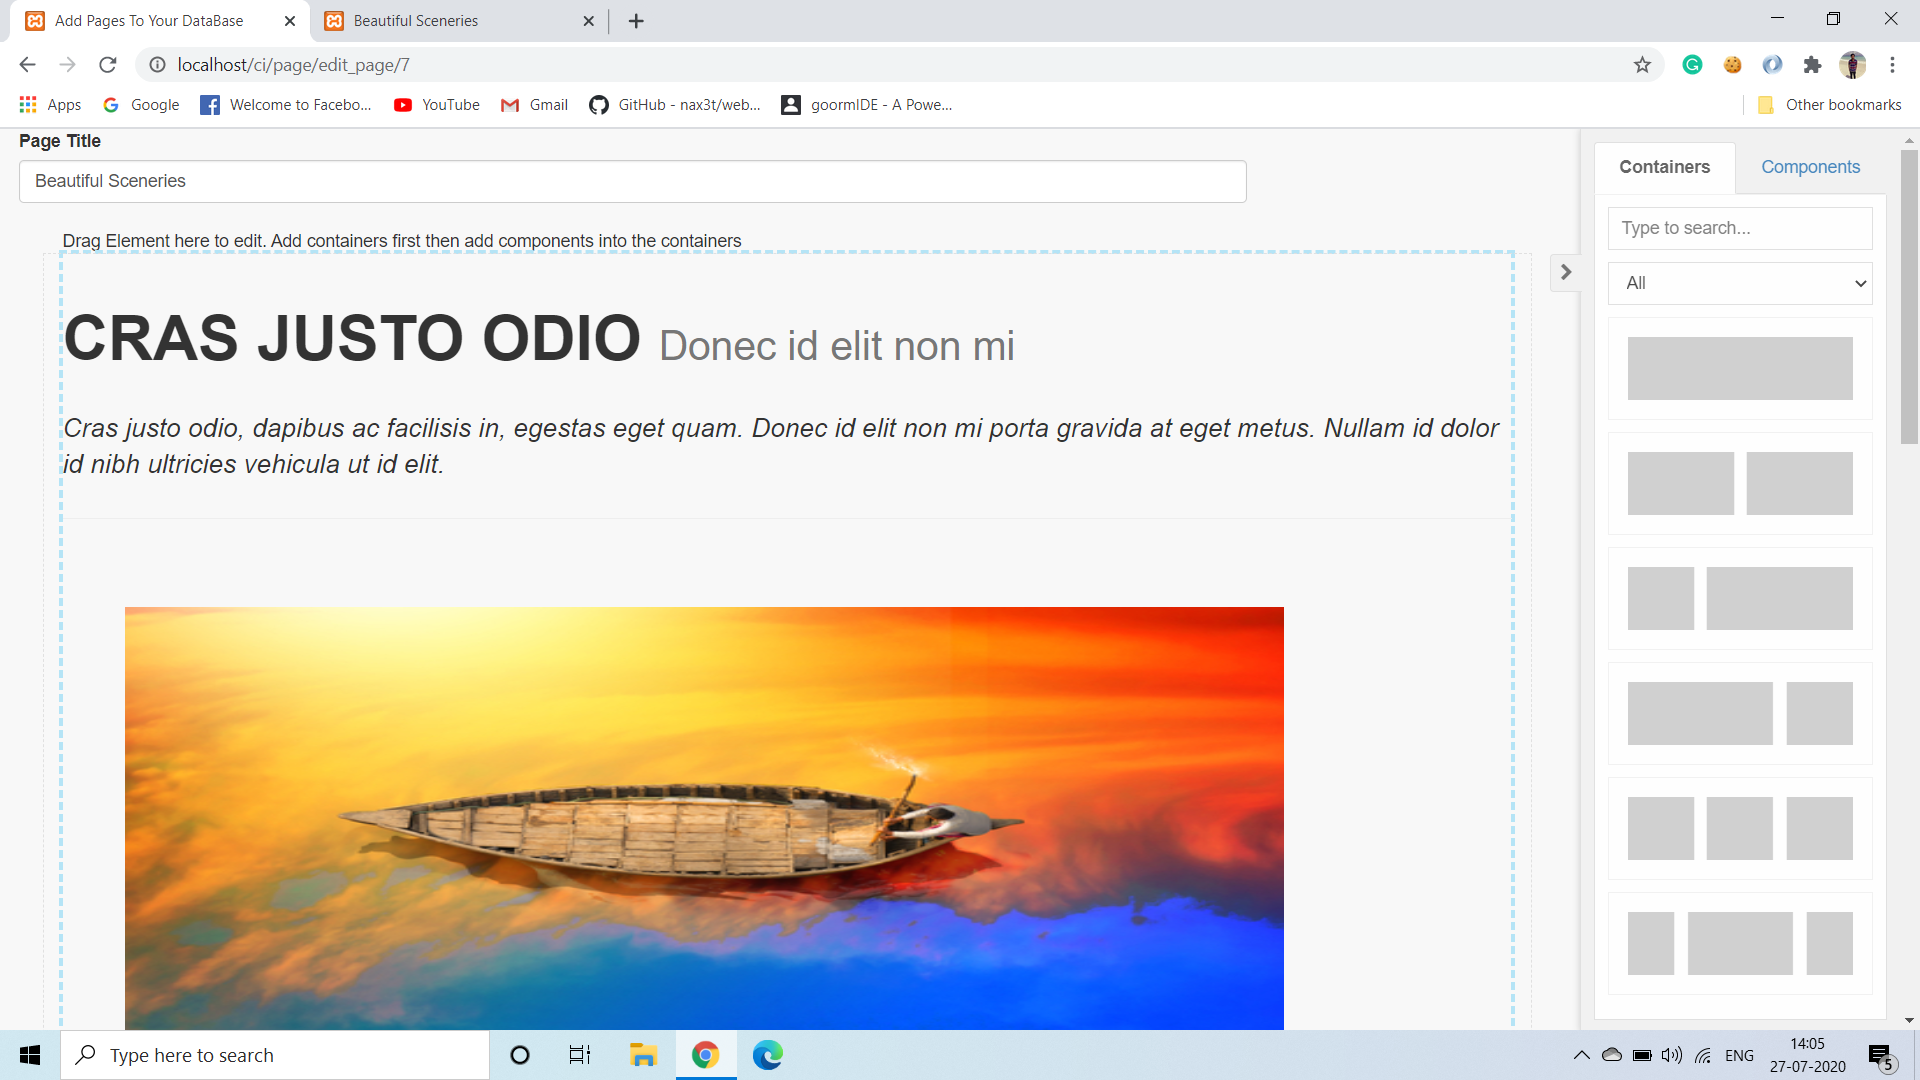 Add Pages To Your DataBase
Beautiful Sceneries
localhost/ci/page/edit_page/7
Apps
Google
Welcome to Facebo...
YouTube
Gmail
GitHub - nax3t/web...
goormIDE - A Powe...
Other bookmarks
Page Title
Beautiful Sceneries
Drag Element here to edit. Add containers first then add components into the containers
CRAS JUSTO ODIO Donec id elit non mi
Cras justo odio, dapibus ac facilisis in, egestas eget quam. Donec id elit non mi porta gravida at eget metus. Nullam id dolor
id nibh ultricies vehicula ut id elit.
Containers
Components
Type to search...
All
Type here to search
ENG
14:05
27-07-2020
5